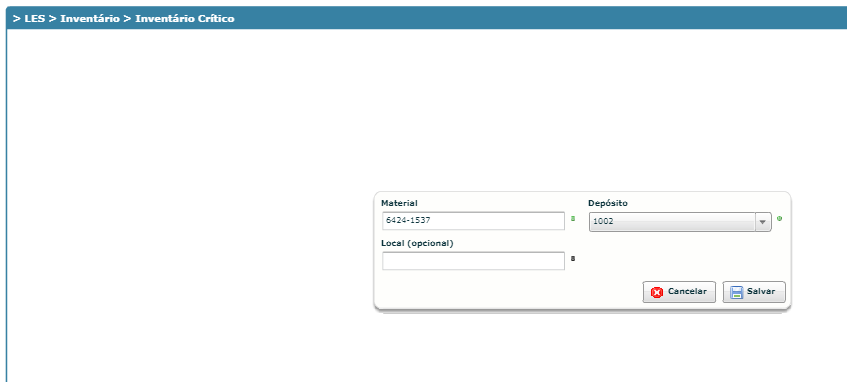 > LES > Inventário > Inventário Crítico
Material
Depósito
6424-1537
1002
Local (opcional)
Cancelar
Salvar